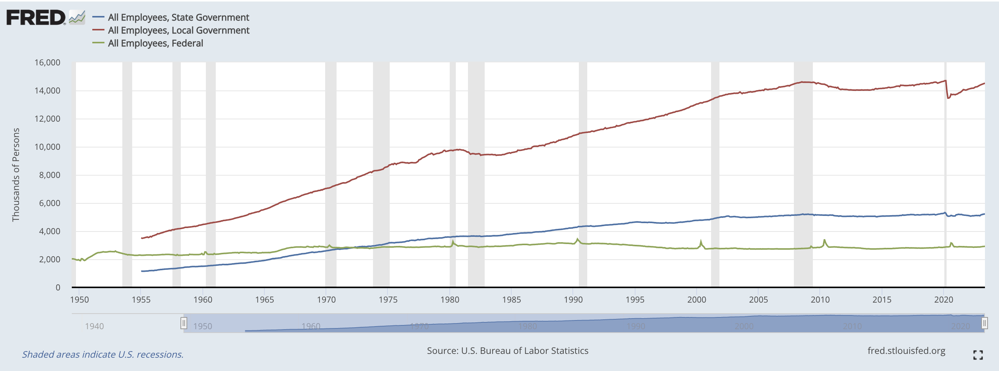 FRED
All Employees, State Government
All Employees, Local Government
All Employees, Federal
Thousands of Persons
16,000
14,000
12,000
10,000
8,000
6,000
4,000
2,000
0
1950 1955 1960 1965 1970 1975 1980 1985 1990 1995 2000 2005 2010 2015 2020
1940 1950 1960 1970 1980 1990 2000 2010 2020
Shaded areas indicate U.S. recessions.
Source: U.S. Bureau of Labor Statistics
fred.stlouisfed.org